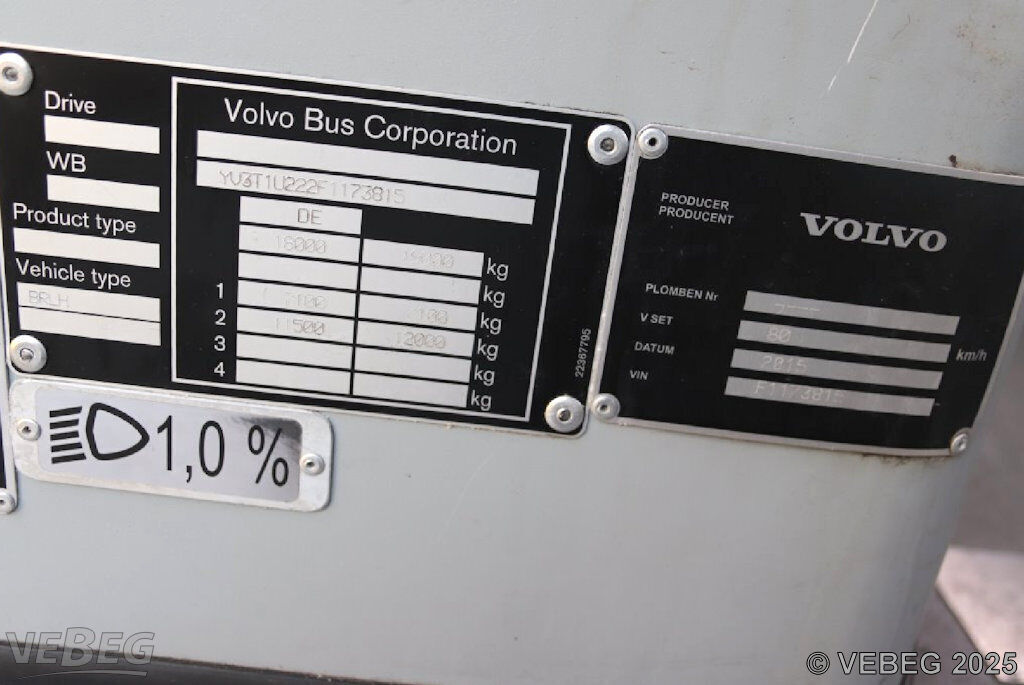 Drive
WB
Product type
Vehicle type
BRLH
Volvo Bus Corporation
YV3T1U222F1173815
DE
18000 kg
kg
1 7100 kg
2 11500 12000 kg
3 kg
4 kg
22367795
1,0 %
PRODUCER
PRODUCENT
VOLVO
PLOMBEN Nr
V SET 80 km/h
DATUM 2015
VIN F1173815
VEBEG
© VEBEG 2025